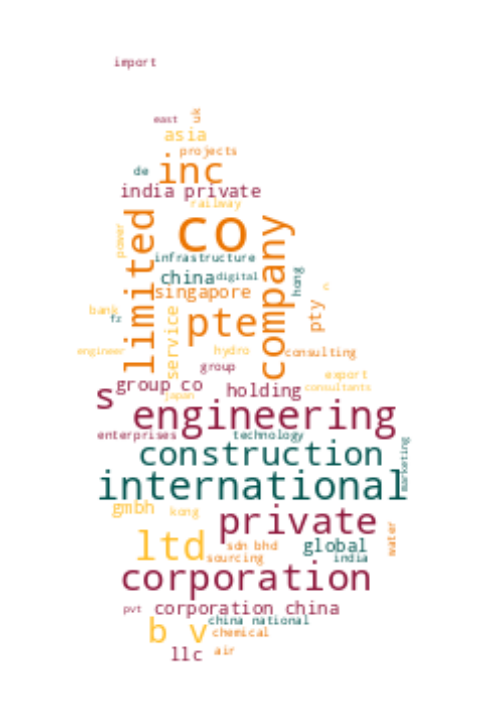 import
east
uk
asia
projects
de
inc
india private
railway
co
limited
company
power
infrastructure
china
digital
hong
singapore
c
pty
bank
fz
pte
service
engineer
hydro
consulting
group
export
group co
holding
consultants
s
japan
engineering
enterprises
technology
construction
marketing
international
gmbh
kong
private
ltd
water
sdn bhd
global
sourcing
india
corporation
pvt
corporation china
china national
b v
chemical
llc
air